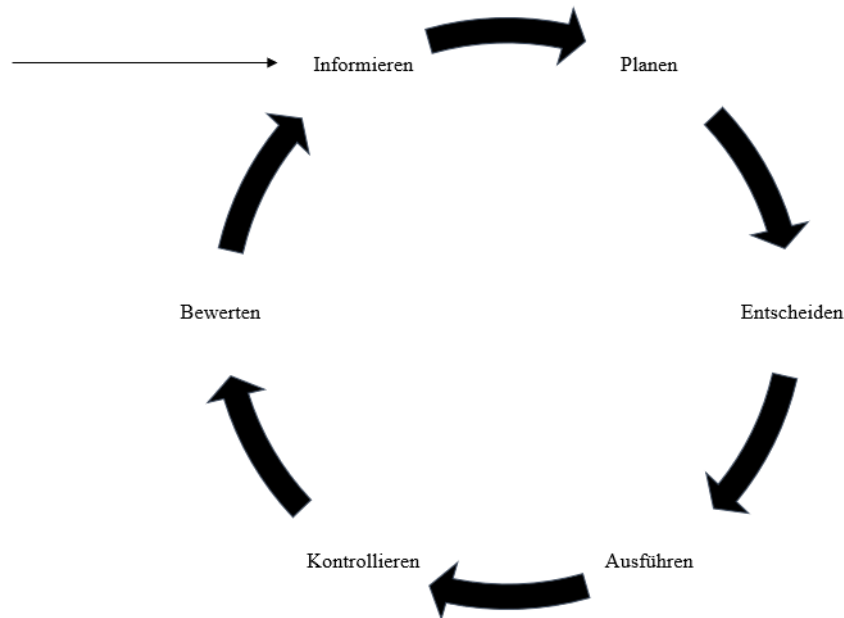 Informieren
Planen
Entscheiden
Ausführen
Kontrollieren
Bewerten